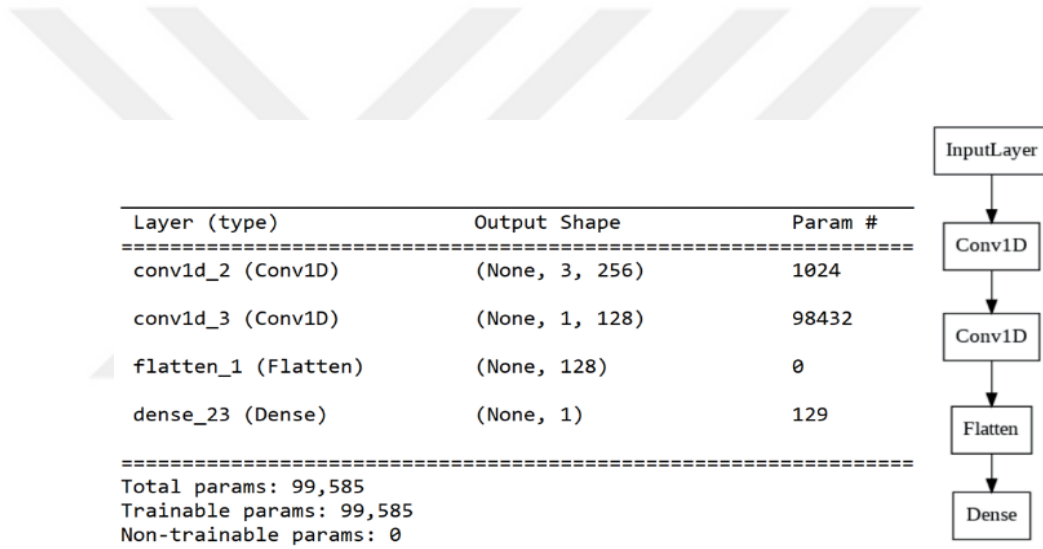 Layer (type) Output Shape Param #
=================================================================
conv1d_2 (Conv1D) (None, 3, 256) 1024
conv1d_3 (Conv1D) (None, 1, 128) 98432
flatten_1 (Flatten) (None, 128) 0
dense_23 (Dense) (None, 1) 129
=================================================================
Total params: 99,585
Trainable params: 99,585
Non-trainable params: 0
InputLayer
Conv1D
Conv1D
Flatten
Dense